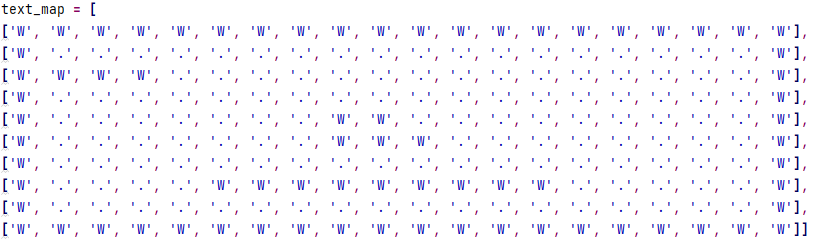 text_map = [
['W', 'W', 'W', 'W', 'W', 'W', 'W', 'W', 'W', 'W', 'W', 'W', 'W', 'W', 'W', 'W', 'W', 'W', 'W', 'W'],
['W', '.', '.', '.', '.', '.', '.', '.', '.', '.', '.', '.', '.', '.', '.', '.', '.', '.', '.', 'W'],
['W', 'W', 'W', 'W', '.', '.', '.', '.', '.', '.', '.', '.', '.', '.', '.', '.', '.', '.', '.', 'W'],
['W', '.', '.', '.', '.', '.', '.', '.', '.', '.', '.', '.', '.', '.', '.', '.', '.', '.', '.', 'W'],
['W', '.', '.', '.', '.', '.', '.', '.', 'W', 'W', '.', '.', '.', '.', '.', '.', '.', '.', '.', 'W'],
['W', '.', '.', '.', '.', '.', '.', '.', 'W', 'W', 'W', '.', '.', '.', '.', '.', '.', '.', '.', 'W'],
['W', '.', '.', '.', '.', '.', '.', '.', '.', '.', '.', '.', '.', '.', '.', '.', '.', '.', '.', 'W'],
['W', '.', '.', '.', '.', 'W', 'W', 'W', 'W', 'W', 'W', 'W', 'W', 'W', '.', '.', '.', '.', '.', 'W'],
['W', '.', '.', '.', '.', '.', '.', '.', '.', '.', '.', '.', '.', '.', '.', '.', '.', '.', '.', 'W'],
['W', 'W', 'W', 'W', 'W', 'W', 'W', 'W', 'W', 'W', 'W', 'W', 'W', 'W', 'W', 'W', 'W', 'W', 'W', 'W']]